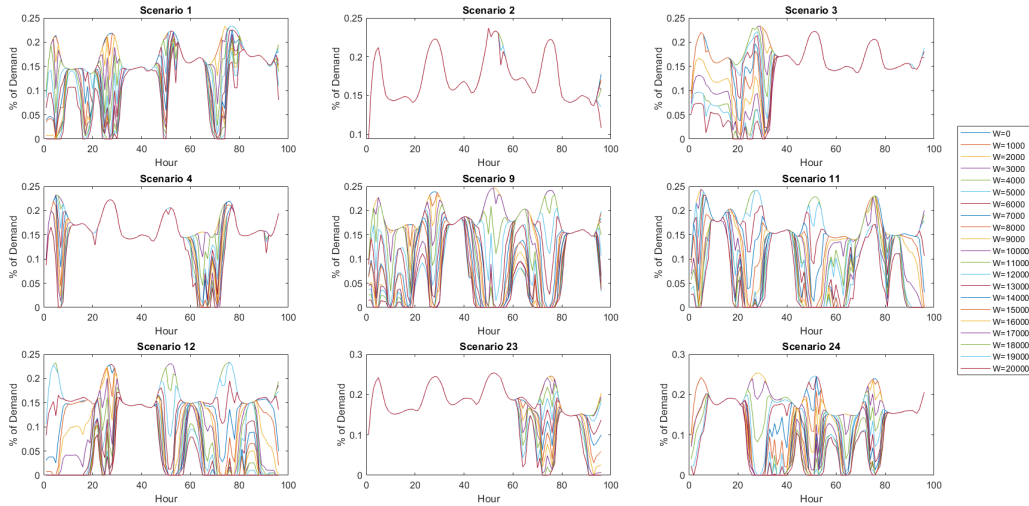 Scenario 1
Scenario 2
Scenario 3
0.25
0.2
0.15
0.1
0.05
0
% of Demand
0 20 40 60 80 100
Hour
0.25
0.2
0.15
0.1
% of Demand
0 20 40 60 80 100
Hour
0.25
0.2
0.15
0.1
0.05
0
% of Demand
0 20 40 60 80 100
Hour
Scenario 4
Scenario 9
Scenario 11
0.25
0.2
0.15
0.1
0.05
0
% of Demand
0 20 40 60 80 100
Hour
0.25
0.2
0.15
0.1
0.05
0
% of Demand
0 20 40 60 80 100
Hour
0.25
0.2
0.15
0.1
0.05
0
% of Demand
0 20 40 60 80 100
Hour
Scenario 12
Scenario 23
Scenario 24
0.25
0.2
0.15
0.1
0.05
0
% of Demand
0 20 40 60 80 100
Hour
0.3
0.2
0.1
0
% of Demand
0 20 40 60 80 100
Hour
0.3
0.2
0.1
0
% of Demand
0 20 40 60 80 100
Hour
W=0
W=1000
W=2000
W=3000
W=4000
W=5000
W=6000
W=7000
W=8000
W=9000
W=10000
W=11000
W=12000
W=13000
W=14000
W=15000
W=16000
W=17000
W=18000
W=19000
W=20000